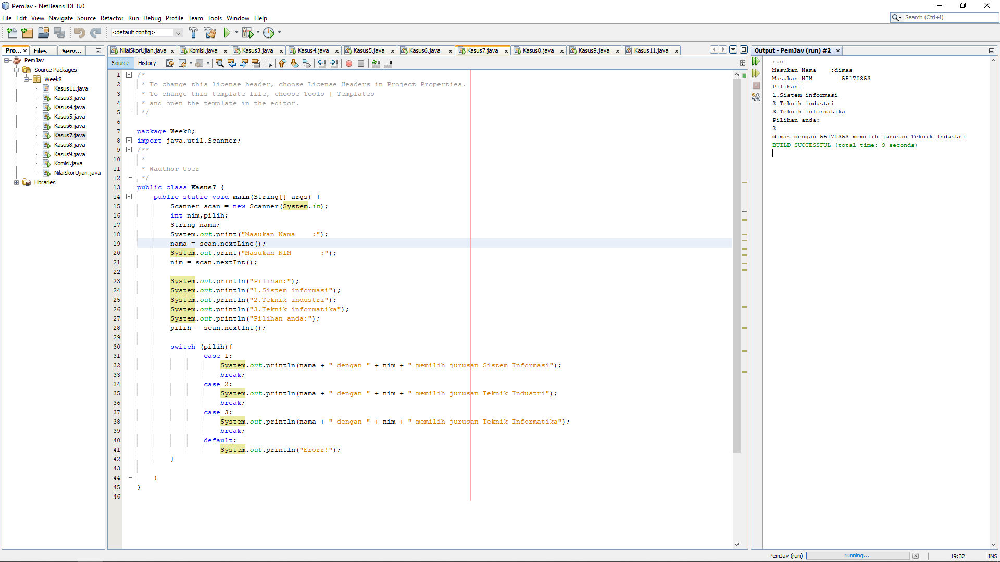 PemJav - NetBeans IDE 8.0
File Edit View Navigate Source Refactor Run Debug Profile Team Tools Window Help
Search (Ctrl+I)
<default config>
Pro... Files Serv...
NilaiSkorUjian.java Komisi.java Kasus3.java Kasus4.java Kasus5.java Kasus6.java Kasus7.java Kasus8.java Kasus9.java Kasus11.java
Output - PemJav (run) #2
PemJav
Source Packages
Week8
Kasus11.java
Kasus3.java
Kasus4.java
Kasus5.java
Kasus6.java
Kasus7.java
Kasus8.java
Kasus9.java
Komisi.java
NilaiSkorUjian.java
Libraries
Source History
1 /*
2 * To change this license header, choose License Headers in Project Properties.
3 * To change this template file, choose Tools | Templates
4 * and open the template in the editor.
5 */
6
7 package Week8;
8 import java.util.Scanner;
9 /**
10 *
11 * @author User
12 */
13 public class Kasus7 {
14 public static void main(String[] args) {
15 Scanner scan = new Scanner(System.in);
16 int nim,pilih;
17 String nama;
18 System.out.print("Masukan Nama    :");
19 nama = scan.nextLine();
20 System.out.print("Masukan NIM       :");
21 nim = scan.nextInt();
22
23 System.out.println("Pilihan:");
24 System.out.println("1.Sistem informasi");
25 System.out.println("2.Teknik industri");
26 System.out.println("3.Teknik informatika");
27 System.out.println("Pilihan anda:");
28 pilih = scan.nextInt();
29
30 switch (pilih){
31 case 1:
32 System.out.println(nama + " dengan " + nim + " memilih jurusan Sistem Informasi");
33 break;
34 case 2:
35 System.out.println(nama + " dengan " + nim + " memilih jurusan Teknik Industri");
36 break;
37 case 3:
38 System.out.println(nama + " dengan " + nim + " memilih jurusan Teknik Informatika");
39 break;
40 default:
41 System.out.println("Erorr!");
42 }
43
44 }
45 }
46
run:
Masukan Nama    :dimas
Masukan NIM       :55170353
Pilihan:
1.Sistem informasi
2.Teknik industri
3.Teknik informatika
Pilihan anda:
2
dimas dengan 55170353 memilih jurusan Teknik Industri
BUILD SUCCESSFUL (total time: 9 seconds)
PemJav (run) running... 19:32 INS